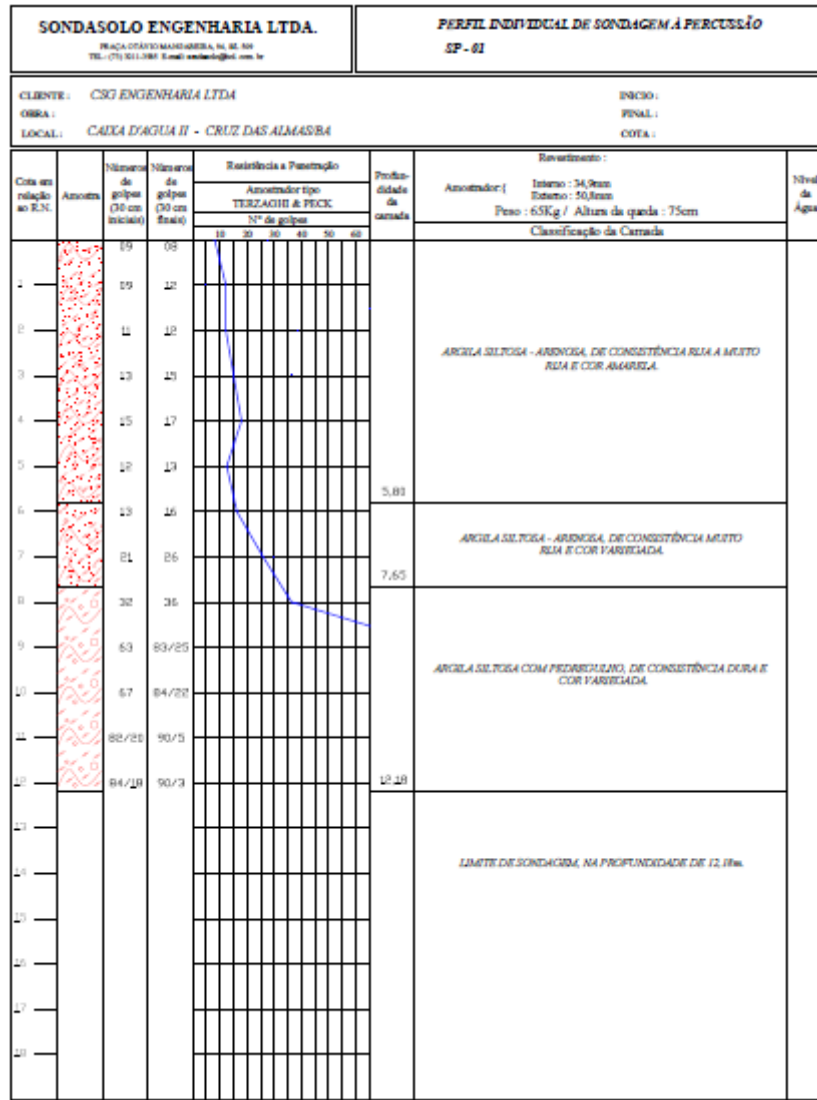 SONDASOLO ENGENHARIA LTDA.
PERFIL INDIVIDUAL DE SONDAGEM À PERCUSSÃO
SP - 01
CLIENTE : CSG ENGENHARIA LTDA
INICIO :
OBRA :
FINAL :
LOCAL : CAIXA D'AGUA II - CRUZ DAS ALMAS/BA
COTA :
Cota em relação ao R.N.
Amostra
Números de golpes (30 cm iniciais)
Números de golpes (30 cm finais)
Resistência a Penetração
Amostrador tipo
TERZAGHI & PECK
Nº de golpes
10 20 30 40 50 60
Profun-didade da camada
Revestimento :
Amostrador:{ Interno : 34,9mm
Externo : 50,8mm
Peso : 65Kg / Altura da queda : 75cm
Classificação da Camada
Nível da Água
09 08
1 09 12
2 11 12
3 13 15
4 15 17
5 12 13
6 13 16
7 21 26
8 32 36
9 63 83/25
10 67 84/22
11 82/20 90/5
12 84/18 90/3
13
14
15
16
17
18
5,80
7,65
12,18
ARGILA SILTOSA - ARENOSA, DE CONSISTÊNCIA RIJA A MUITO
RIJA E COR AMARELA.
ARGILA SILTOSA - ARENOSA, DE CONSISTÊNCIA MUITO
RIJA E COR VARIEGADA.
ARGILA SILTOSA COM PEDREGULHO, DE CONSISTÊNCIA DURA E
COR VARIEGADA.
LIMITE DE SONDAGEM, NA PROFUNDIDADE DE 12,18m.